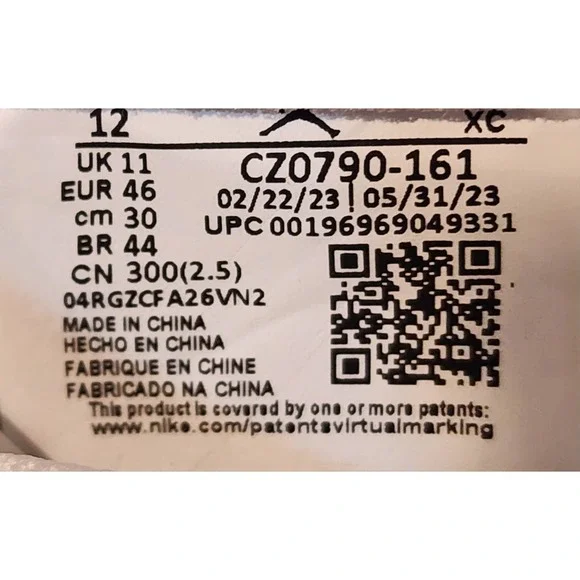 12 XC
UK 11 CZ0790-161
EUR 46 02/22/23 | 05/31/23
cm 30 UPC 00196969049331
BR 44
CN 300(2.5)
04RGZCFA26VN2
MADE IN CHINA
HECHO EN CHINA
FABRIQUE EN CHINE
FABRICADO NA CHINA
This product is covered by one or more patents:
www.nike.com/patentsvirtualmarking